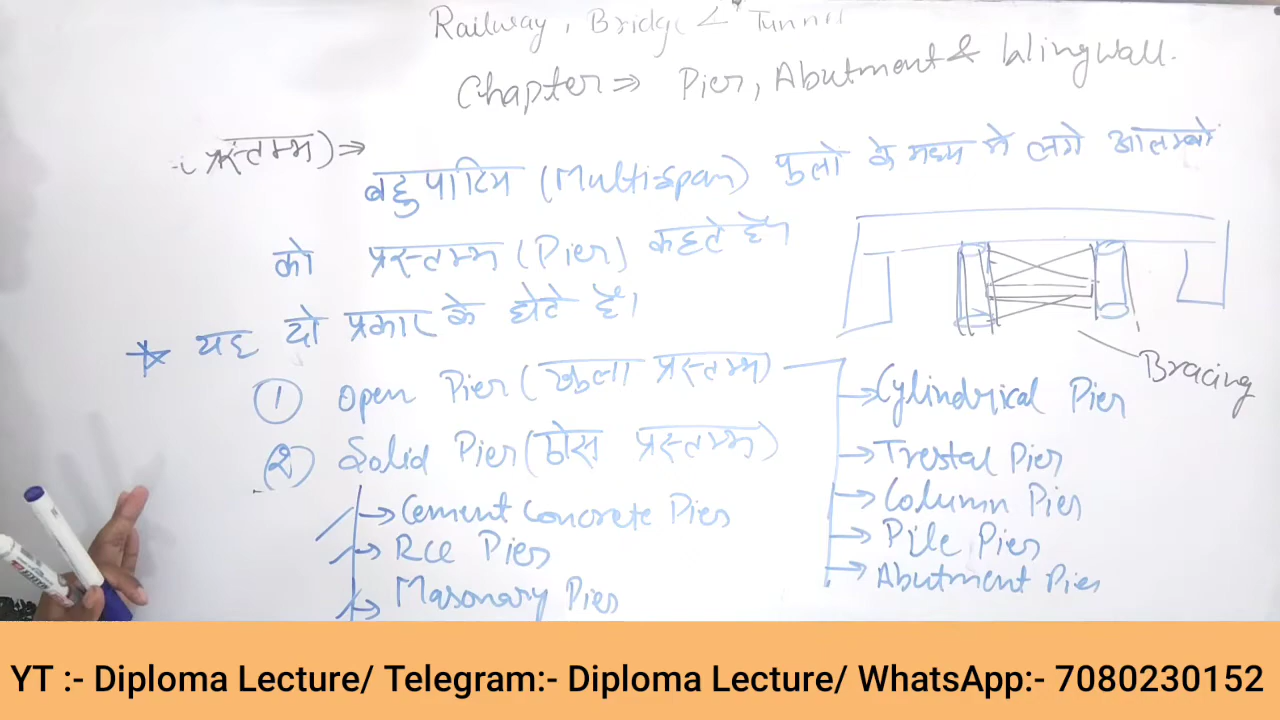 Railway, Bridge & Tunnel
Chapter ⇒ Pier, Abutment & Wingwall.
(प्रस्तम्भ) ⇒
बहुपाटिय (Multispan) पुलो के मध्य मे लगे आलम्बो
को प्रस्तम्भ (Pier) कहते है।
* यह दो प्रकार के होते है।
① Open Pier (खुला प्रस्तम्भ)
② Solid Pier (ठोस प्रस्तम्भ)
→ Cement Concrete Pier
→ RCC Pier
→ Masonary Pier
Bracing
→ Cylindrical Pier
→ Trestal Pier
→ Column Pier
→ Pile Pier
→ Abutment Pier
YT :- Diploma Lecture/ Telegram:- Diploma Lecture/ WhatsApp:- 7080230152